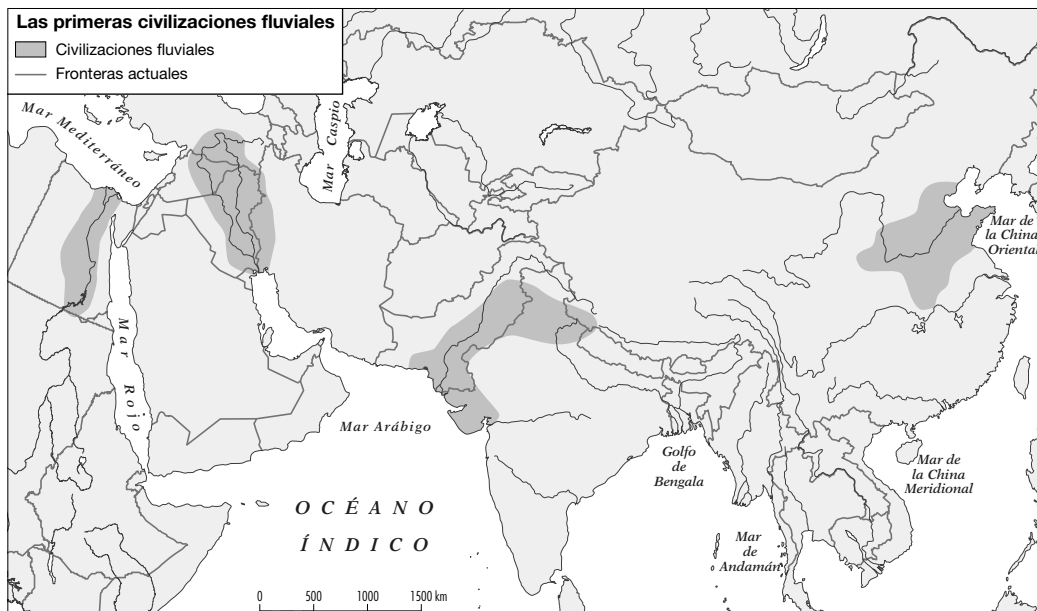 Las primeras civilizaciones fluviales
Civilizaciones fluviales
Fronteras actuales
Mar Mediterráneo
Mar Caspio
Mar de
la China
Oriental
Mar Rojo
Mar Arábigo
Golfo
de
Bengala
Mar de
la China
Meridional
OCÉANO
ÍNDICO
Mar
de
Andamán
0 500 1000 1500 km